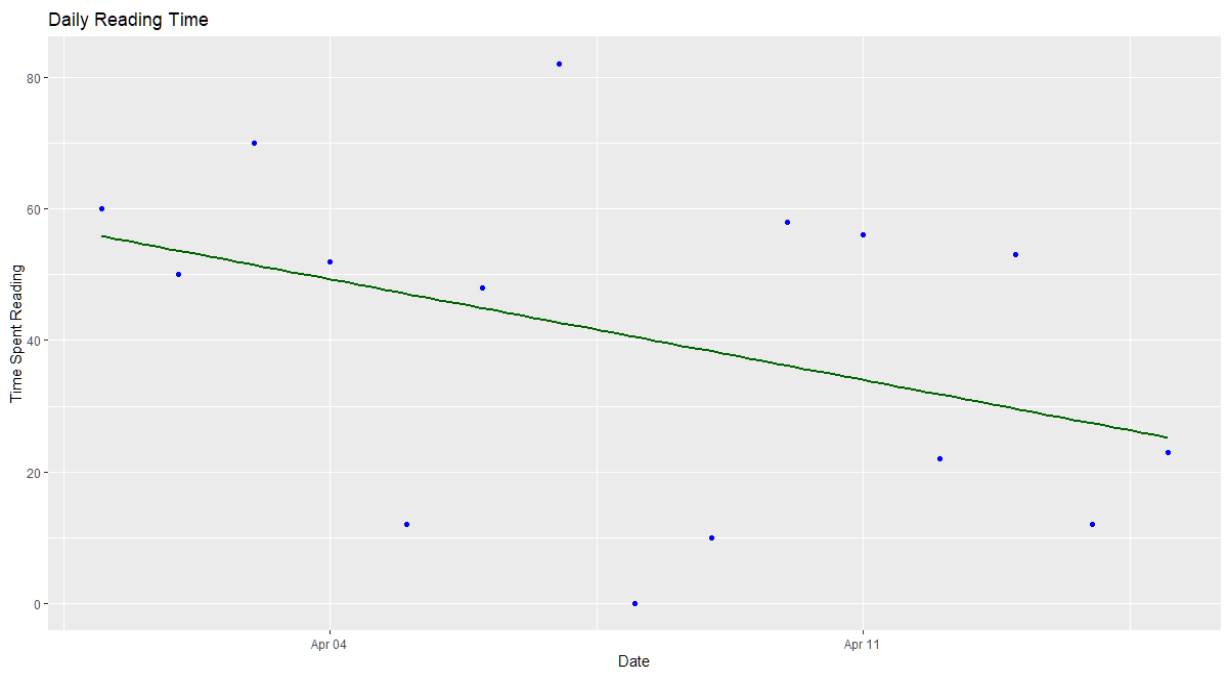 Daily Reading Time
80
60
40
20
0
Time Spent Reading
Apr 04
Apr 11
Date